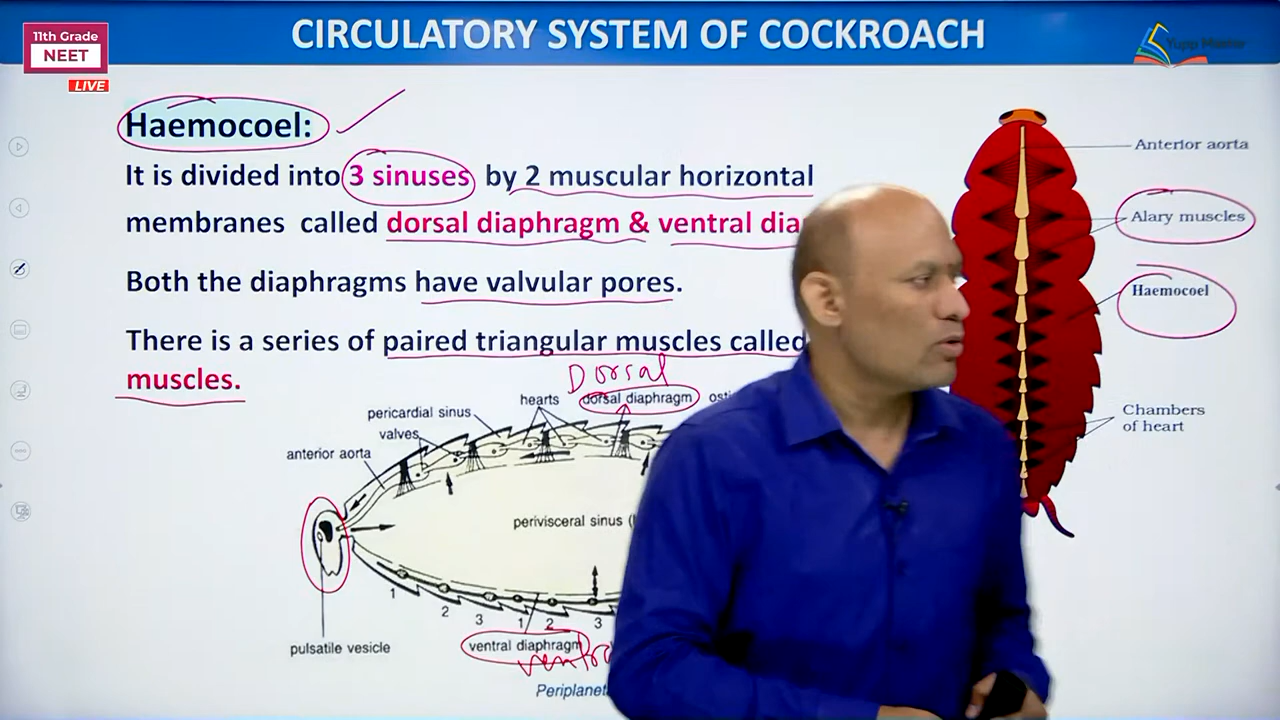 CIRCULATORY SYSTEM OF COCKROACH
11th Grade
NEET
LIVE
Yupp Master
Haemocoel:
It is divided into 3 sinuses by 2 muscular horizontal
membranes called dorsal diaphragm & ventral dia
Both the diaphragms have valvular pores.
There is a series of paired triangular muscles called
muscles.
Anterior aorta
Alary muscles
Haemocoel
Chambers
of heart
Dorsal
hearts
dorsal diaphragm
pericardial sinus
valves
anterior aorta
perivisceral sinus (
1
2
3
1
2
3
pulsatile vesicle
ventral diaphragm
ventra
Periplanet